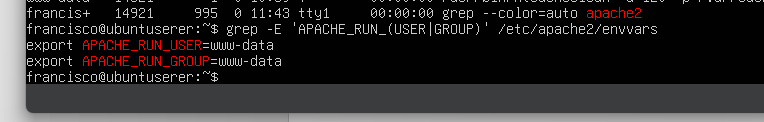 francis+ 14921 995 0 11:43 tty1 00:00:00 grep --color=auto apache2
francisco@ubuntuserer:~$ grep -E 'APACHE_RUN_(USER|GROUP)' /etc/apache2/envvars
export APACHE_RUN_USER=www-data
export APACHE_RUN_GROUP=www-data
francisco@ubuntuserer:~$